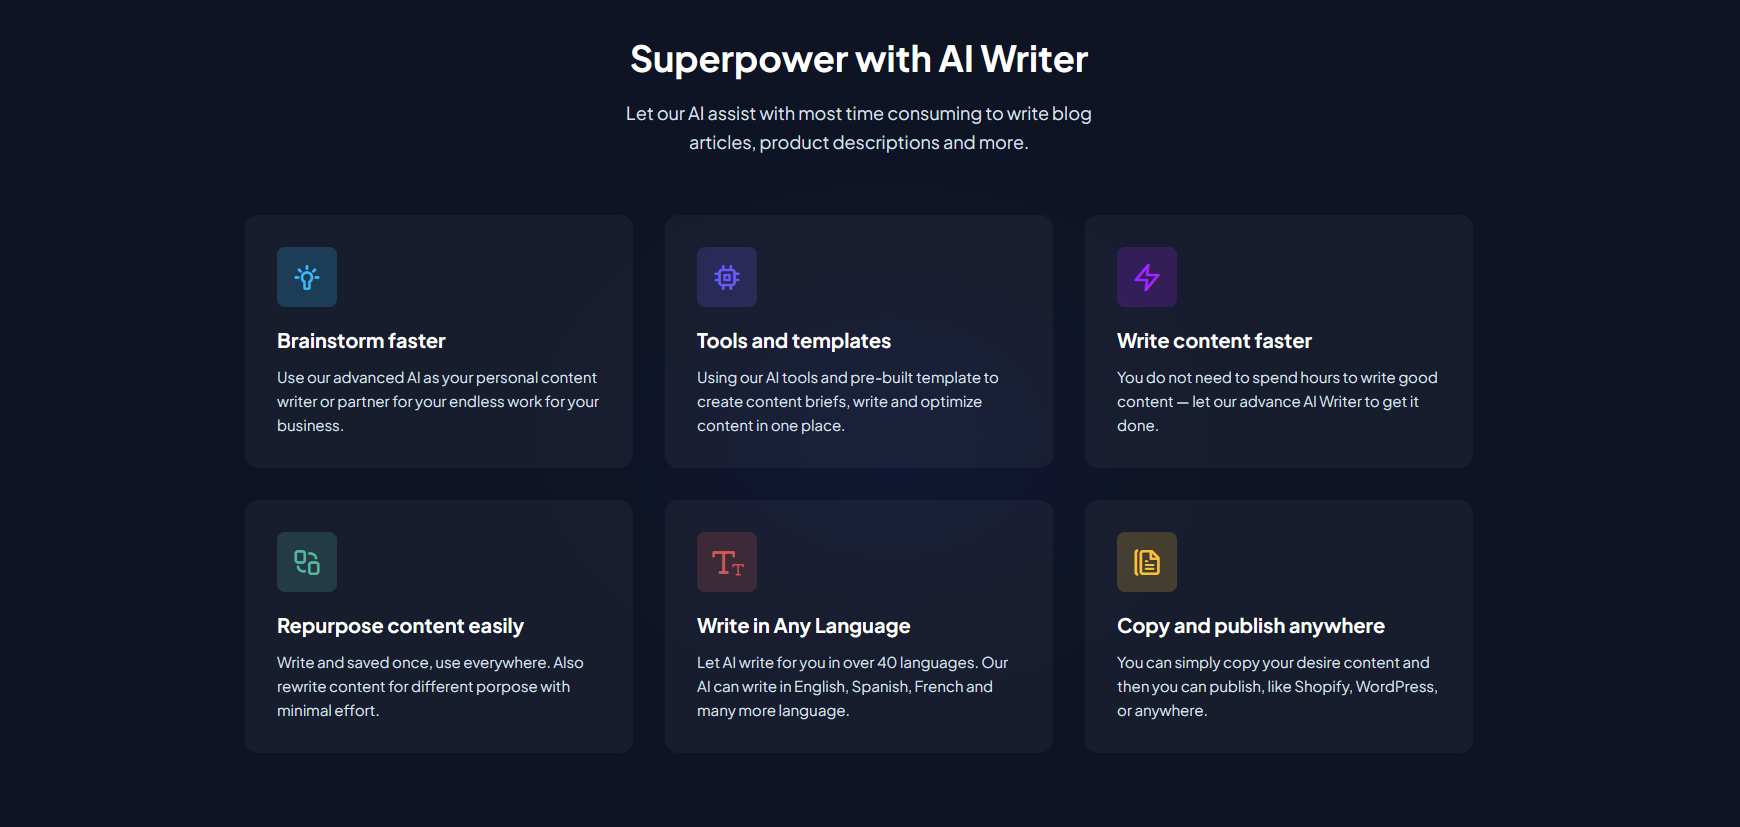 Superpower with AI Writer
Let our AI assist with most time consuming to write blog
articles, product descriptions and more.
Brainstorm faster
Use our advanced AI as your personal content
writer or partner for your endless work for your
business.
Tools and templates
Using our AI tools and pre-built template to
create content briefs, write and optimize
content in one place.
Write content faster
You do not need to spend hours to write good
content — let our advance AI Writer to get it
done.
Repurpose content easily
Write and saved once, use everywhere. Also
rewrite content for different porpose with
minimal effort.
Write in Any Language
Let AI write for you in over 40 languages. Our
AI can write in English, Spanish, French and
many more language.
Copy and publish anywhere
You can simply copy your desire content and
then you can publish, like Shopify, WordPress,
or anywhere.